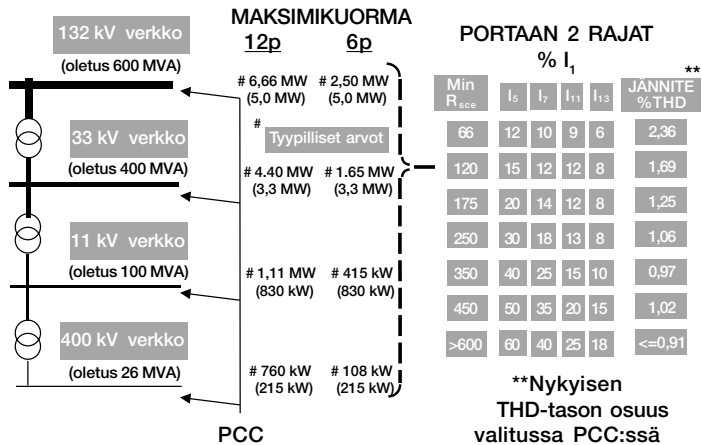 MAKSIMIKUORMA
12p 6p
132 kV verkko
(oletus 600 MVA)
# 6,66 MW # 2,50 MW
(5,0 MW) (5,0 MW)
# Tyypilliset arvot
33 kV verkko
(oletus 400 MVA)
# 4.40 MW # 1.65 MW
(3,3 MW) (3,3 MW)
11 kV verkko
(oletus 100 MVA)
# 1,11 MW # 415 kW
(830 kW) (830 kW)
400 kV verkko
(oletus 26 MVA)
# 760 kW # 108 kW
(215 kW) (215 kW)
PCC
PORTAAN 2 RAJAT
% I₁
**
Min Rsce I₅ I₇ I₁₁ I₁₃ JÄNNITE %THD
66 12 10 9 6 2,36
120 15 12 12 8 1,69
175 20 14 12 8 1,25
250 30 18 13 8 1,06
350 40 25 15 10 0,97
450 50 35 20 15 1,02
>600 60 40 25 18 <=0,91
**Nykyisen
THD-tason osuus
valitussa PCC:ssä